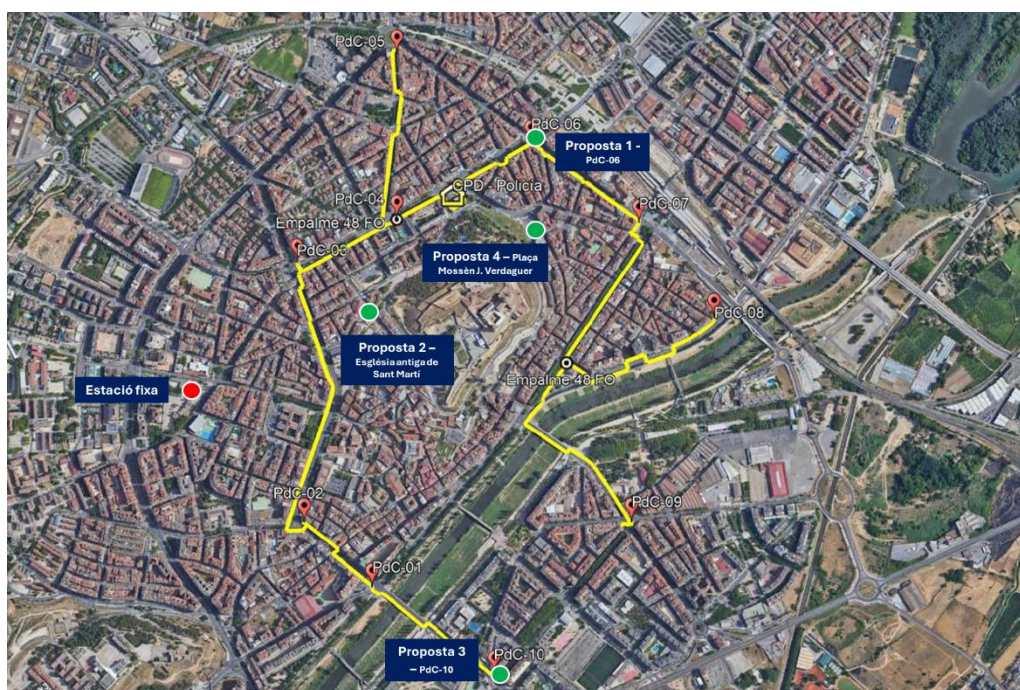 PdC-05
PdC-06
Proposta 1 -
PdC-06
CPD - Policia
PdC-04
Empalme 48 FO
PdC-07
PdC-03
Proposta 4 – Plaça
Mossèn J. Verdaguer
PdC-08
Proposta 2 –
Església antiga de
Sant Martí
Estació fixa
Empalme 48 FO
PdC-02
PdC-09
PdC-01
Proposta 3
– PdC-10
PdC-10